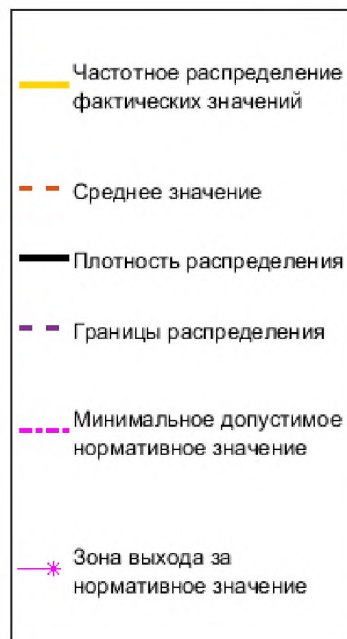 Частотное распределение
фактических значений
Среднее значение
Плотность распределения
Границы распределения
Минимальное допустимое
нормативное значение
Зона выхода за
нормативное значение